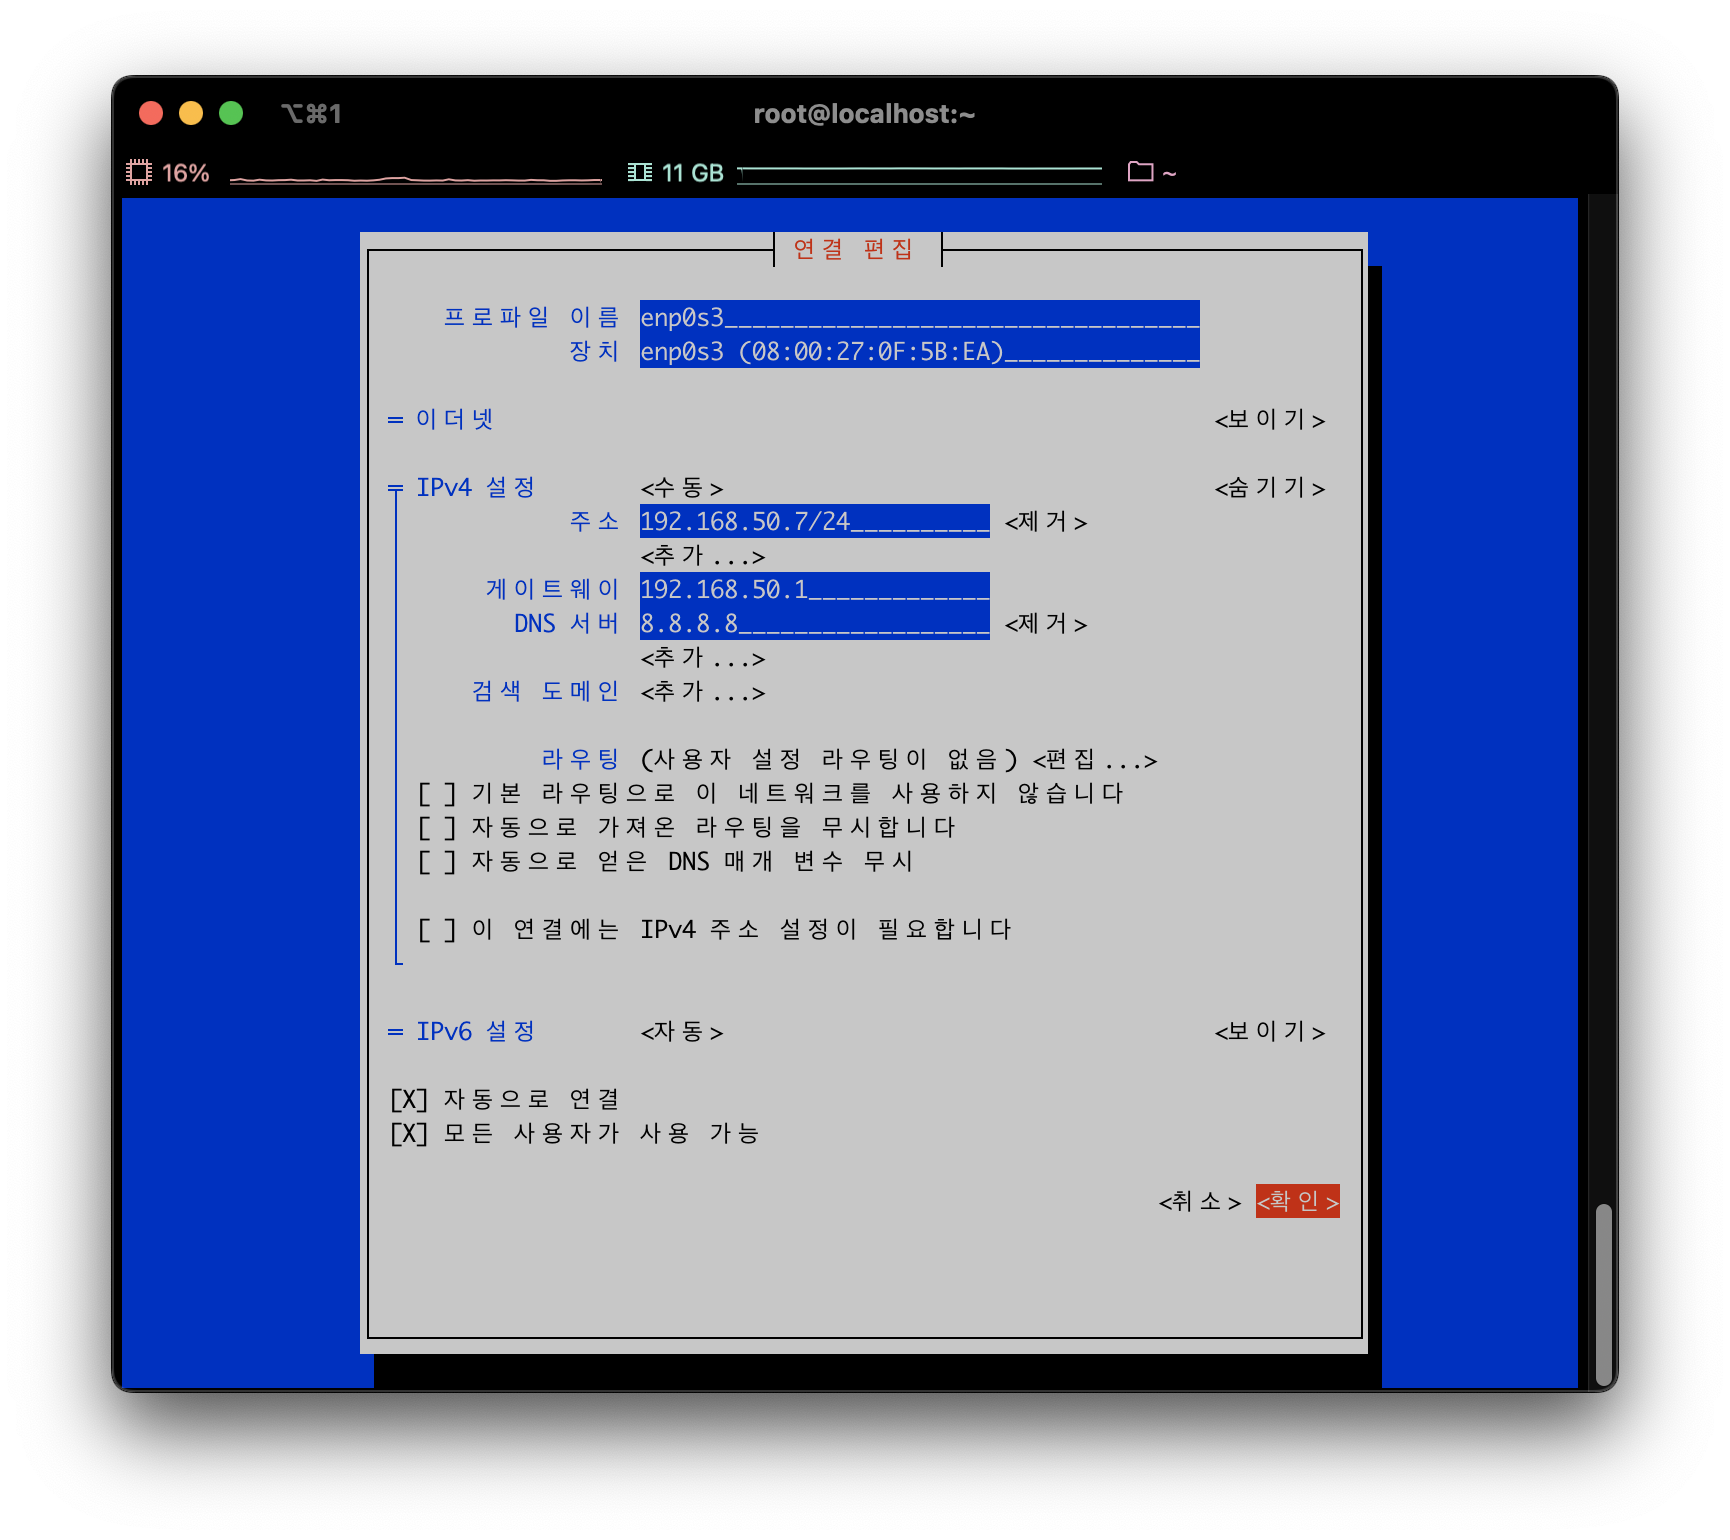 ⌥⌘1 root@localhost:~
16% 11 GB ~
연결 편집
프로파일 이름 enp0s3__________________________________
장치 enp0s3 (08:00:27:0F:5B:EA)______________
= 이더넷 <보이기>
IPv4 설정 <수동> <숨기기>
주소 192.168.50.7/24__________ <제거>
<추가...>
게이트웨이 192.168.50.1_____________
DNS 서버 8.8.8.8__________________ <제거>
<추가...>
검색 도메인 <추가...>
라우팅 (사용자 설정 라우팅이 없음) <편집...>
[ ] 기본 라우팅으로 이 네트워크를 사용하지 않습니다
[ ] 자동으로 가져온 라우팅을 무시합니다
[ ] 자동으로 얻은 DNS 매개 변수 무시
[ ] 이 연결에는 IPv4 주소 설정이 필요합니다
= IPv6 설정 <자동> <보이기>
[X] 자동으로 연결
[X] 모든 사용자가 사용 가능
<취소> <확인>